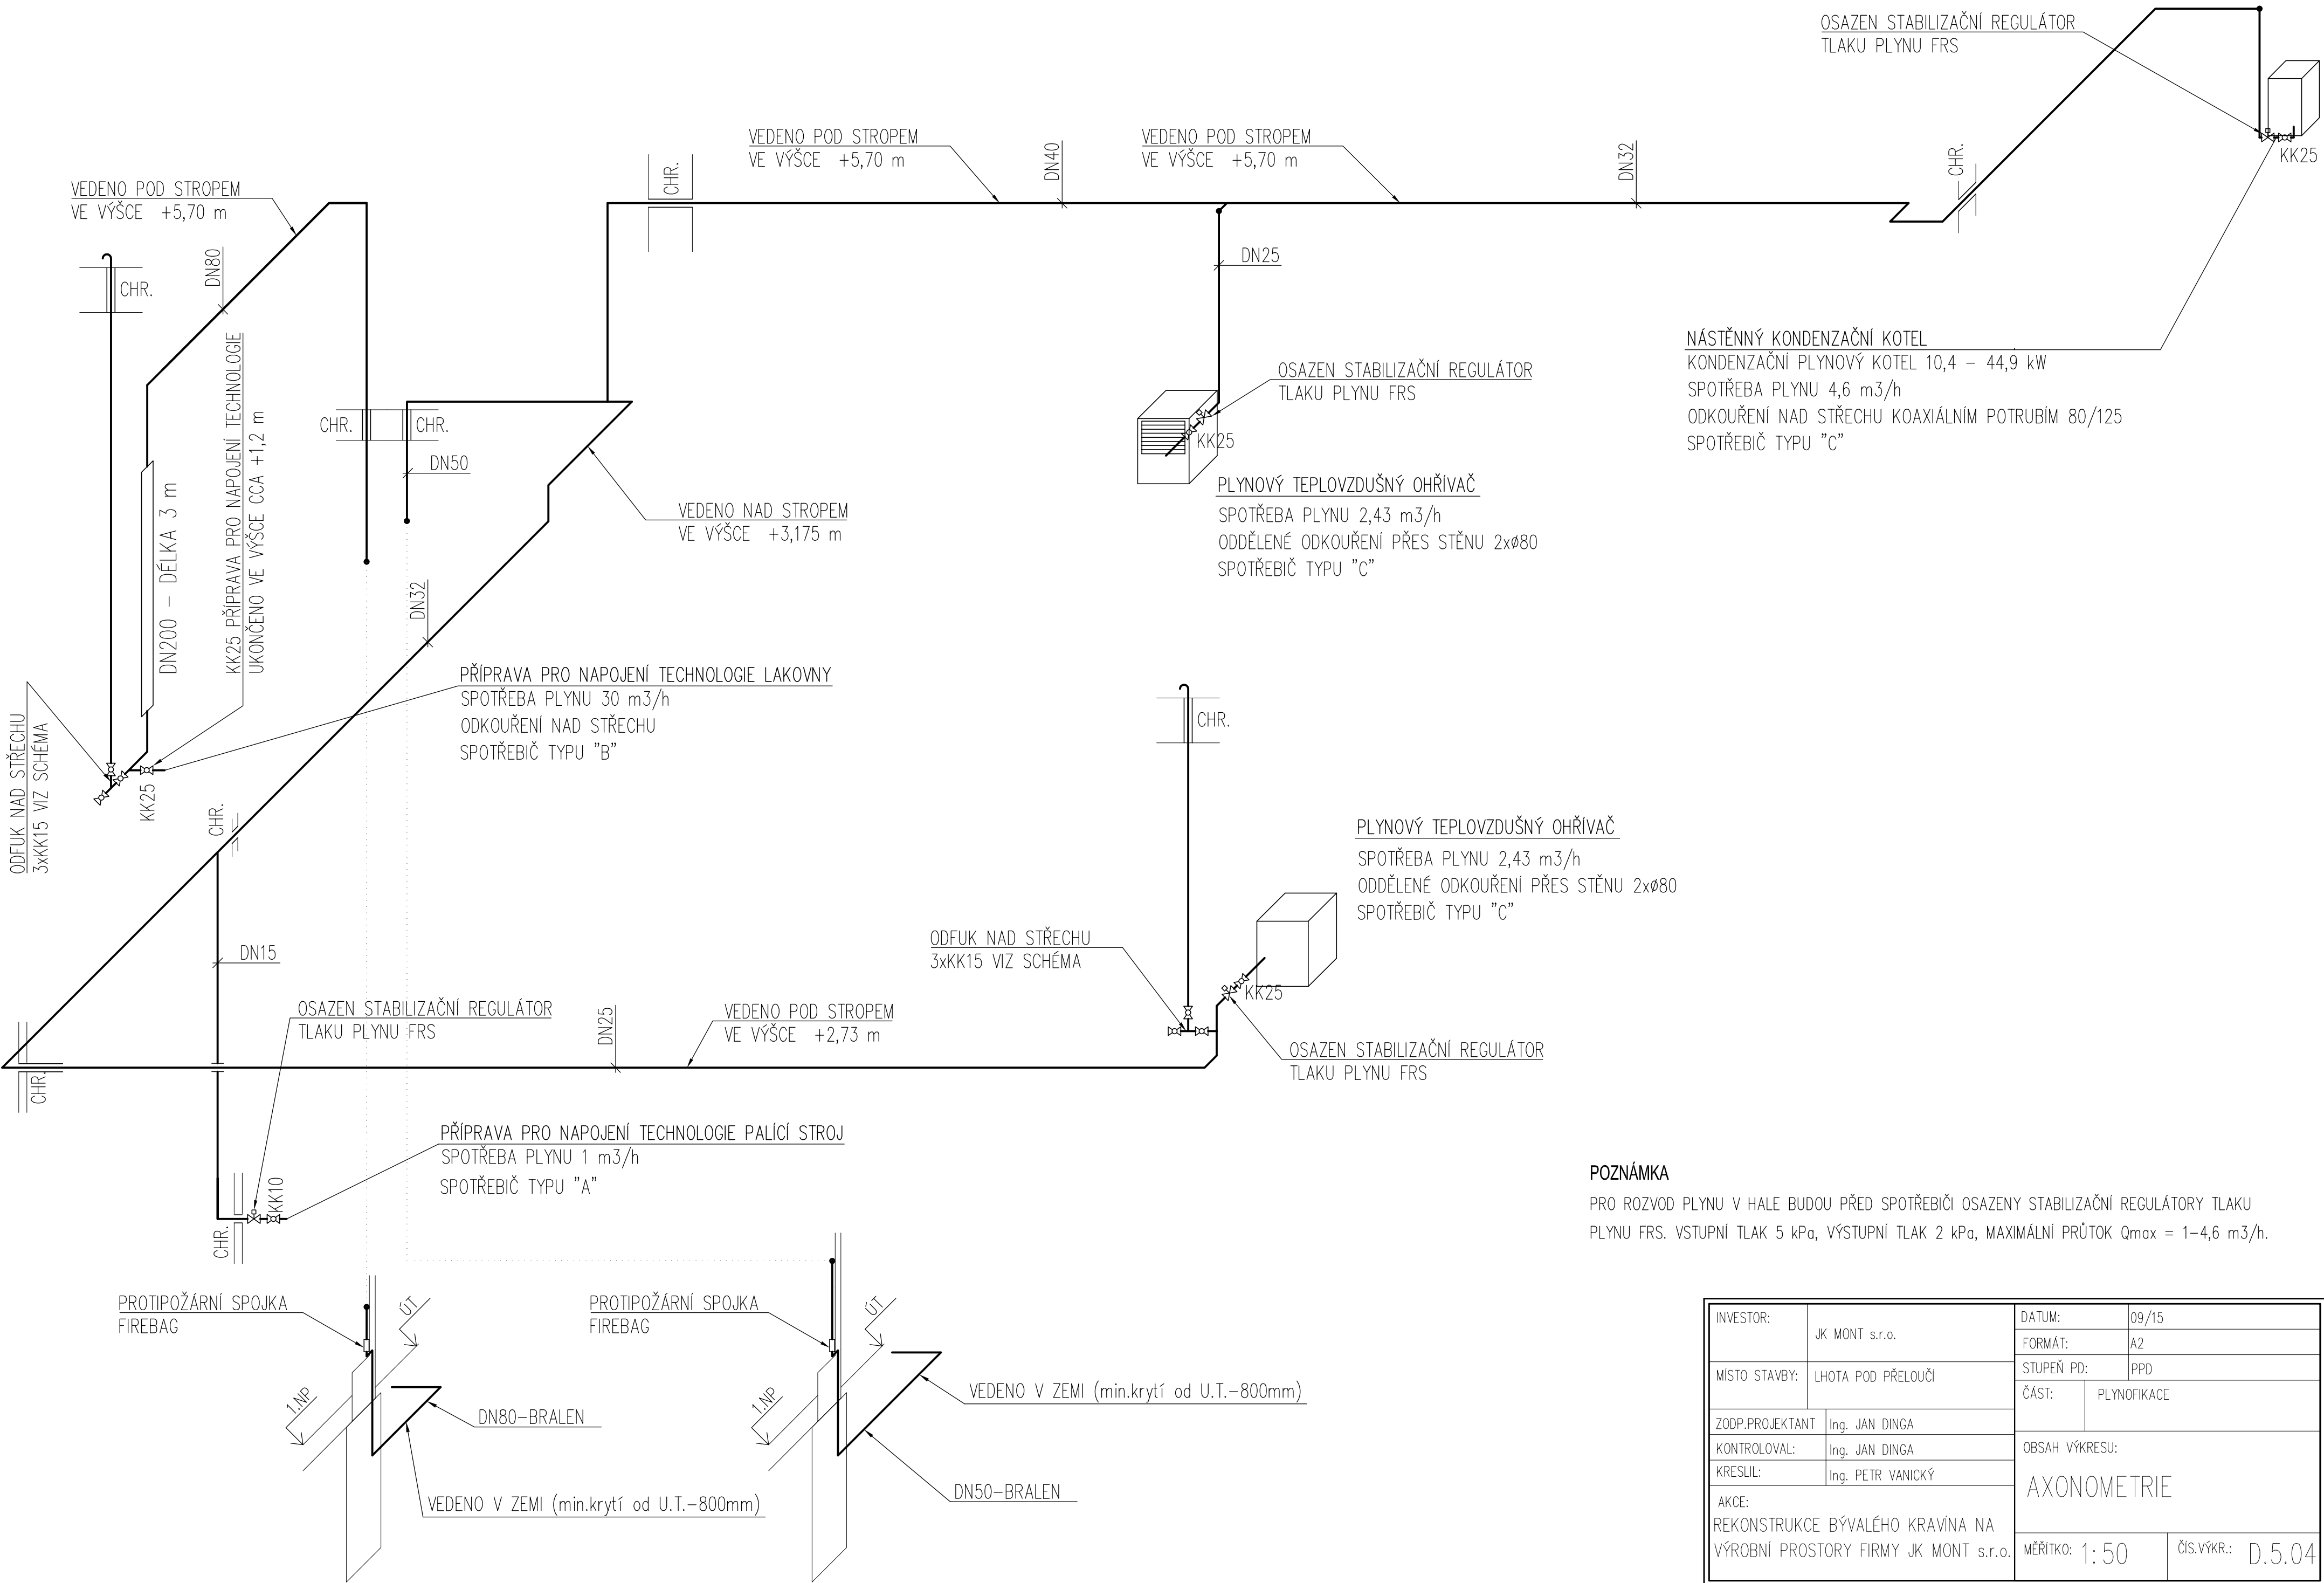 OSAZEN STABILIZAČNÍ REGULÁTOR
TLAKU PLYNU FRS
KK25
CHR.
VEDENO POD STROPEM
VE VÝŠCE +5,70 m
DN40
VEDENO POD STROPEM
VE VÝŠCE +5,70 m
DN32
CHR.
VEDENO POD STROPEM
VE VÝŠCE +5,70 m
DN80
CHR.
DN25
NÁSTĚNNÝ KONDENZAČNÍ KOTEL
KONDENZAČNÍ PLYNOVÝ KOTEL 10,4 – 44,9 kW
SPOTŘEBA PLYNU 4,6 m3/h
ODKOUŘENÍ NAD STŘECHU KOAXIÁLNÍM POTRUBÍM 80/125
SPOTŘEBIČ TYPU "C"
OSAZEN STABILIZAČNÍ REGULÁTOR
TLAKU PLYNU FRS
KK25
PLYNOVÝ TEPLOVZDUŠNÝ OHŘÍVAČ
SPOTŘEBA PLYNU 2,43 m3/h
ODDĚLENÉ ODKOUŘENÍ PŘES STĚNU 2xø80
SPOTŘEBIČ TYPU "C"
KK25 PŘÍPRAVA PRO NAPOJENÍ TECHNOLOGIE
UKONČENO VE VÝŠCE CCA +1,2 m
DN200 – DÉLKA 3 m
CHR.
CHR.
DN50
VEDENO NAD STROPEM
VE VÝŠCE +3,175 m
DN32
PŘÍPRAVA PRO NAPOJENÍ TECHNOLOGIE LAKOVNY
SPOTŘEBA PLYNU 30 m3/h
ODKOUŘENÍ NAD STŘECHU
SPOTŘEBIČ TYPU "B"
ODFUK NAD STŘECHU
3xKK15 VIZ SCHÉMA
KK25
CHR.
CHR.
PLYNOVÝ TEPLOVZDUŠNÝ OHŘÍVAČ
SPOTŘEBA PLYNU 2,43 m3/h
ODDĚLENÉ ODKOUŘENÍ PŘES STĚNU 2xø80
SPOTŘEBIČ TYPU "C"
ODFUK NAD STŘECHU
3xKK15 VIZ SCHÉMA
KK25
OSAZEN STABILIZAČNÍ REGULÁTOR
TLAKU PLYNU FRS
DN15
OSAZEN STABILIZAČNÍ REGULÁTOR
TLAKU PLYNU FRS
DN25
VEDENO POD STROPEM
VE VÝŠCE +2,73 m
CHR.
PŘÍPRAVA PRO NAPOJENÍ TECHNOLOGIE PALÍCÍ STROJ
SPOTŘEBA PLYNU 1 m3/h
SPOTŘEBIČ TYPU "A"
KK10
CHR.
POZNÁMKA
PRO ROZVOD PLYNU V HALE BUDOU PŘED SPOTŘEBIČI OSAZENY STABILIZAČNÍ REGULÁTORY TLAKU
PLYNU FRS. VSTUPNÍ TLAK 5 kPa, VÝSTUPNÍ TLAK 2 kPa, MAXIMÁLNÍ PRŮTOK Qmax = 1–4,6 m3/h.
PROTIPOŽÁRNÍ SPOJKA
FIREBAG
ÚT
1.NP
DN80–BRALEN
VEDENO V ZEMI (min.krytí od U.T.–800mm)
PROTIPOŽÁRNÍ SPOJKA
FIREBAG
ÚT
1.NP
VEDENO V ZEMI (min.krytí od U.T.–800mm)
DN50–BRALEN
INVESTOR:
JK MONT s.r.o.
DATUM: 09/15
FORMÁT: A2
STUPEŇ PD: PPD
MÍSTO STAVBY: LHOTA POD PŘELOUČÍ
ČÁST: PLYNOFIKACE
ZODP.PROJEKTANT Ing. JAN DINGA
KONTROLOVAL: Ing. JAN DINGA
KRESLIL: Ing. PETR VANICKÝ
OBSAH VÝKRESU:
AXONOMETRIE
AKCE:
REKONSTRUKCE BÝVALÉHO KRAVÍNA NA
VÝROBNÍ PROSTORY FIRMY JK MONT s.r.o.
MĚŘÍTKO: 1:50
ČÍS.VÝKR.: D.5.04